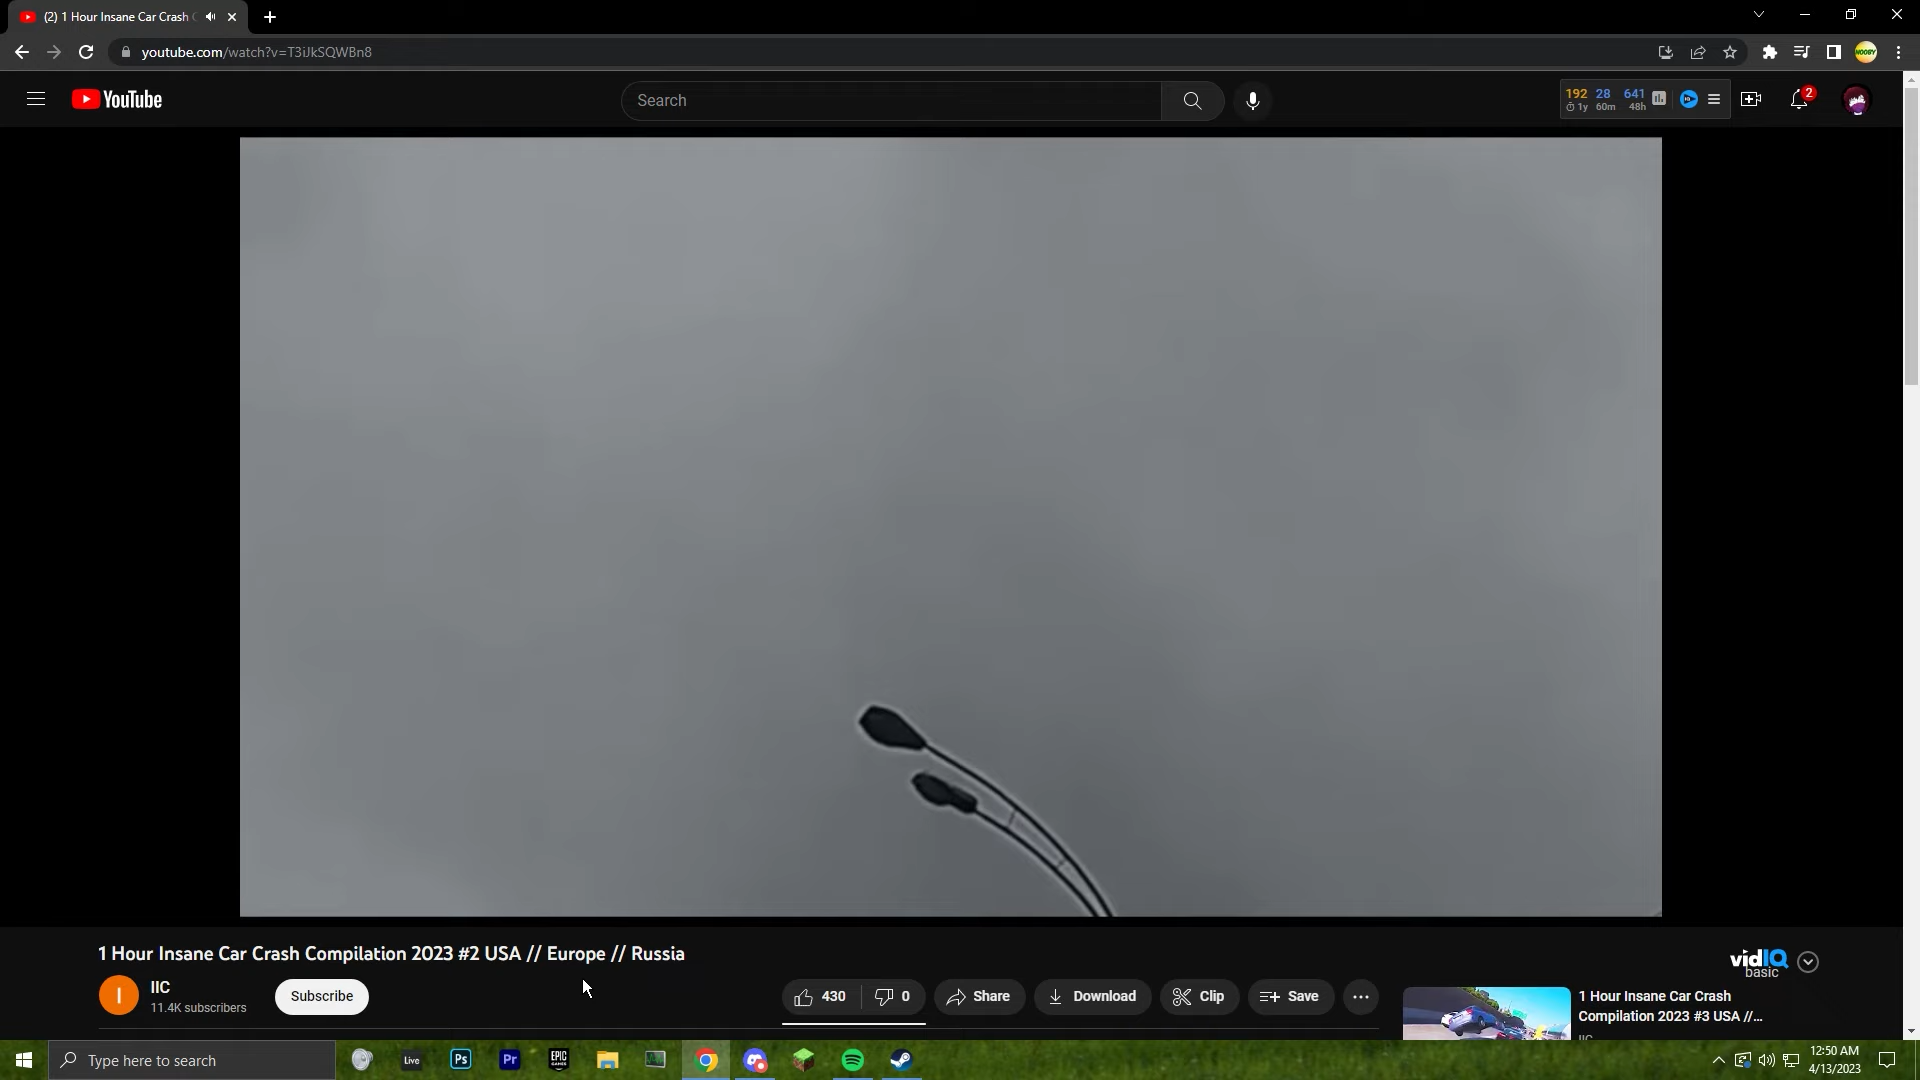 (2) 1 Hour Insane Car Crash
youtube.com/watch?v=T3iJkSQWBn8
NOOBY
YouTube
Search
192 28 641
1y 60m 48h
2
1 Hour Insane Car Crash Compilation 2023 #2 USA // Europe // Russia
I
IIC
11.4K subscribers
Subscribe
430
0
Share
Download
Clip
Save
vidIQ
basic
1 Hour Insane Car Crash
Compilation 2023 #3 USA //...
IIC
Type here to search
Live
Ps
Pr
EPIC
GAMES
12:50 AM
4/13/2023